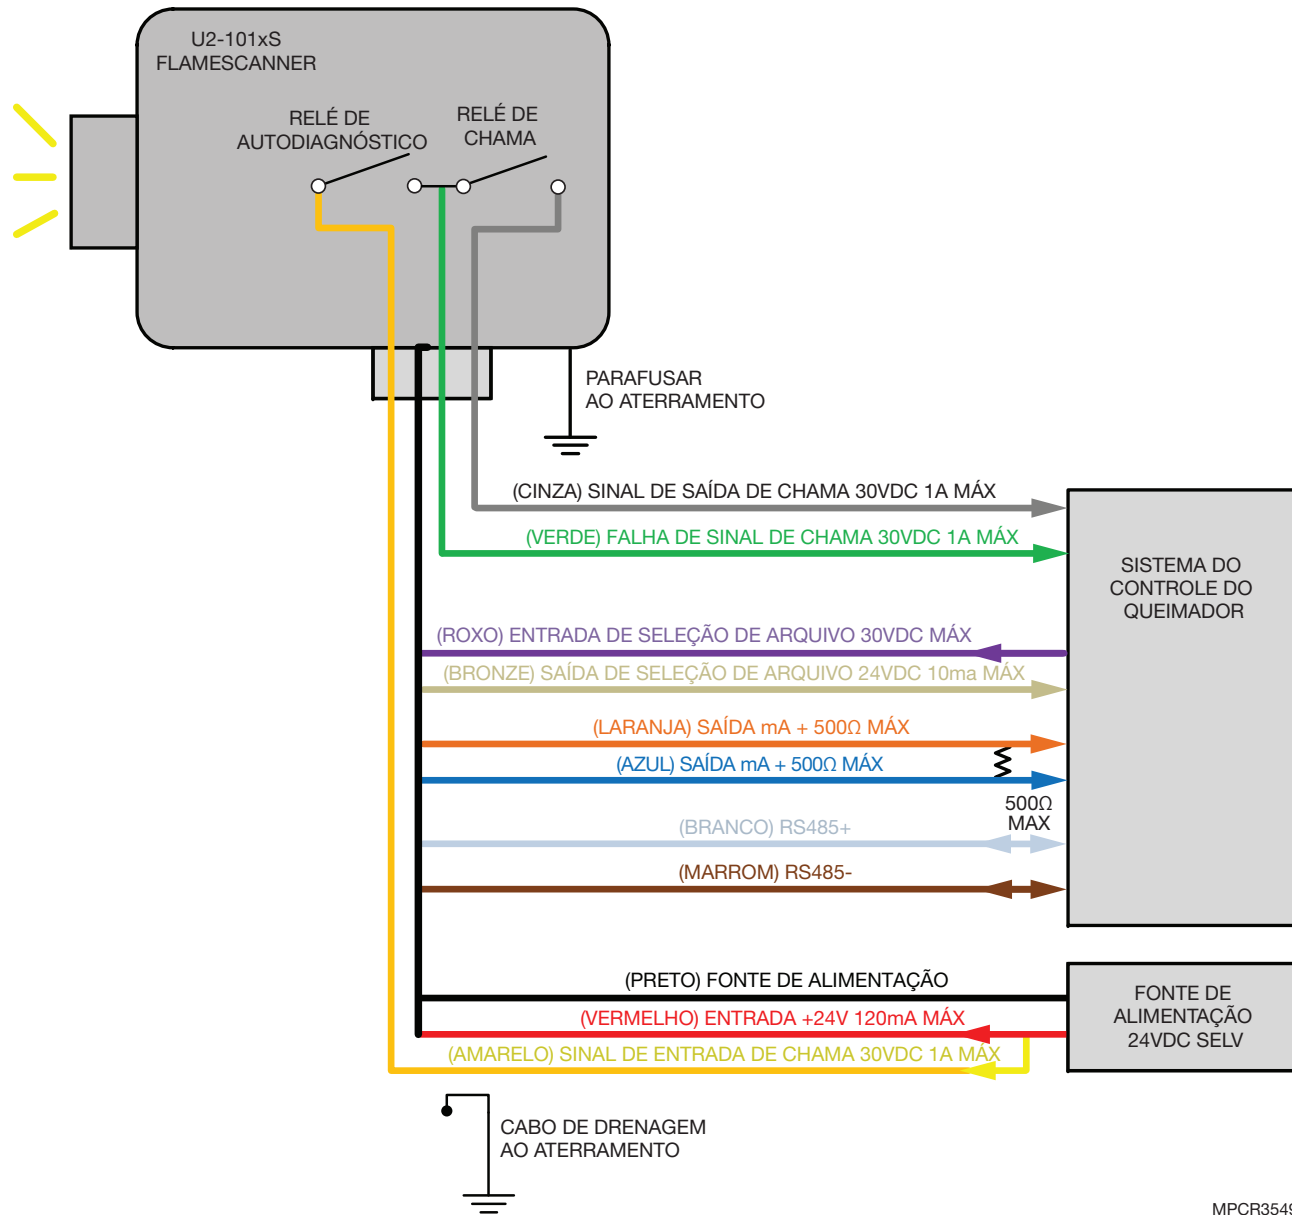 U2-101xS
FLAMESCANNER
RELÉ DE
AUTODIAGNÓSTICO
RELÉ DE
CHAMA
PARAFUSAR
AO ATERRAMENTO
(CINZA) SINAL DE SAÍDA DE CHAMA 30VDC 1A MÁX
(VERDE) FALHA DE SINAL DE CHAMA 30VDC 1A MÁX
SISTEMA DO
CONTROLE DO
QUEIMADOR
(ROXO) ENTRADA DE SELEÇÃO DE ARQUIVO 30VDC MÁX
(BRONZE) SAÍDA DE SELEÇÃO DE ARQUIVO 24VDC 10ma MÁX
(LARANJA) SAÍDA mA + 500Ω MÁX
(AZUL) SAÍDA mA + 500Ω MÁX
500Ω
MAX
(BRANCO) RS485+
(MARROM) RS485-
(PRETO) FONTE DE ALIMENTAÇÃO
(VERMELHO) ENTRADA +24V 120mA MÁX
(AMARELO) SINAL DE ENTRADA DE CHAMA 30VDC 1A MÁX
FONTE DE
ALIMENTAÇÃO
24VDC SELV
CABO DE DRENAGEM
AO ATERRAMENTO
MPCR3549